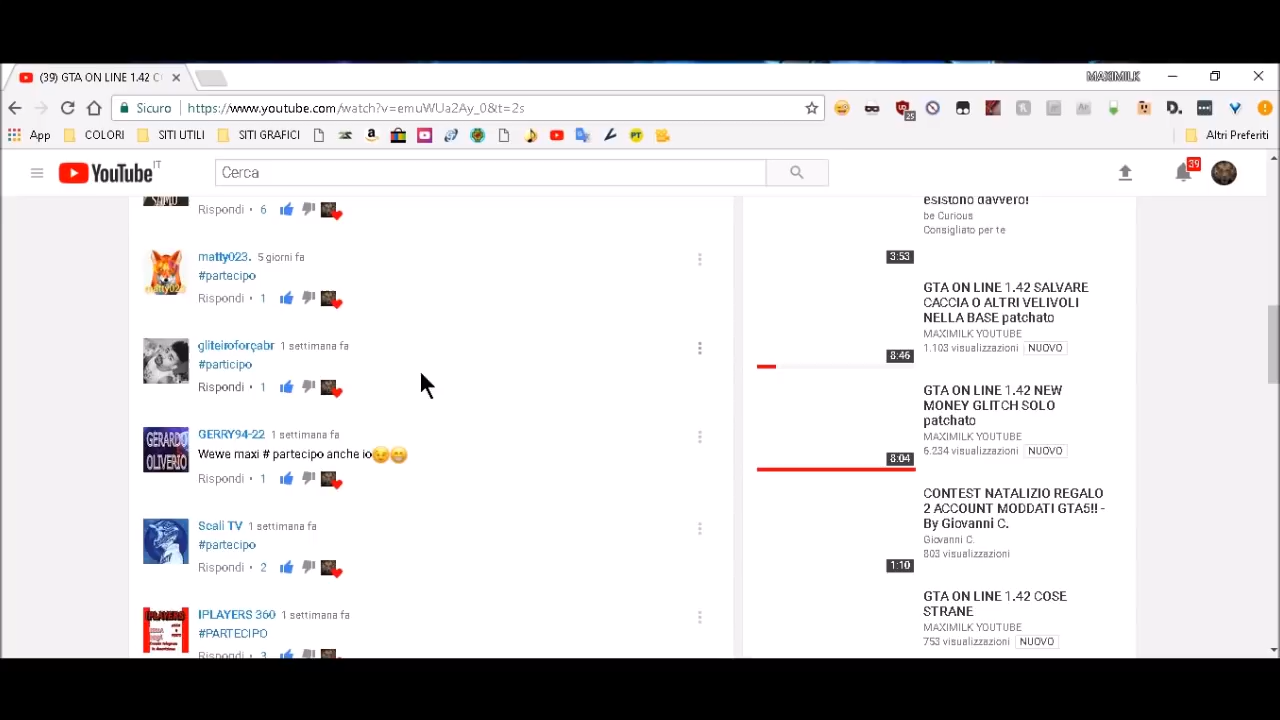 (39) GTA ON LINE 1.42 C
MAXIMILK
Sicuro
https://www.youtube.com/watch?v=emuWUa2Ay_0&t=2s
25
App
COLORI
SITI UTILI
SITI GRAFICI
PT
Altri Preferiti
YouTube IT
Cerca
39
Rispondi • 6
matty023. 5 giorni fa
#partecipo
Rispondi • 1
gliteiroforçabr 1 settimana fa
#participo
Rispondi • 1
GERARDO
OLIVERIO
GERRY94-22 1 settimana fa
Wewe maxi # partecipo anche io
Rispondi • 1
Scali TV 1 settimana fa
#partecipo
Rispondi • 2
IPLAYERS 360 1 settimana fa
#PARTECIPO
Rispondi • 3
esistono davvero!
be Curious
Consigliato per te
3:53
GTA ON LINE 1.42 SALVARE
CACCIA O ALTRI VELIVOLI
NELLA BASE patchato
MAXIMILK YOUTUBE
1.103 visualizzazioni NUOVO
8:46
GTA ON LINE 1.42 NEW
MONEY GLITCH SOLO
patchato
MAXIMILK YOUTUBE
6.234 visualizzazioni NUOVO
8:04
CONTEST NATALIZIO REGALO
2 ACCOUNT MODDATI GTA5!! -
By Giovanni C.
Giovanni C.
803 visualizzazioni
1:10
GTA ON LINE 1.42 COSE
STRANE
MAXIMILK YOUTUBE
753 visualizzazioni NUOVO